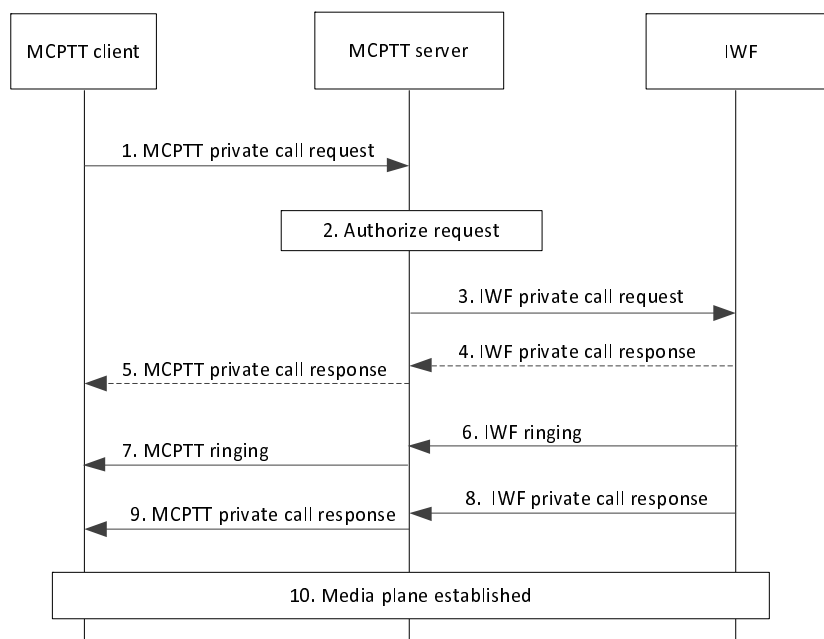 MCPTT client
MCPTT server
IWF
1. MCPTT private call request
2. Authorize request
3. IWF private call request
4. IWF private call response
5. MCPTT private call response
6. IWF ringing
7. MCPTT ringing
8. IWF private call response
9. MCPTT private call response
10. Media plane established